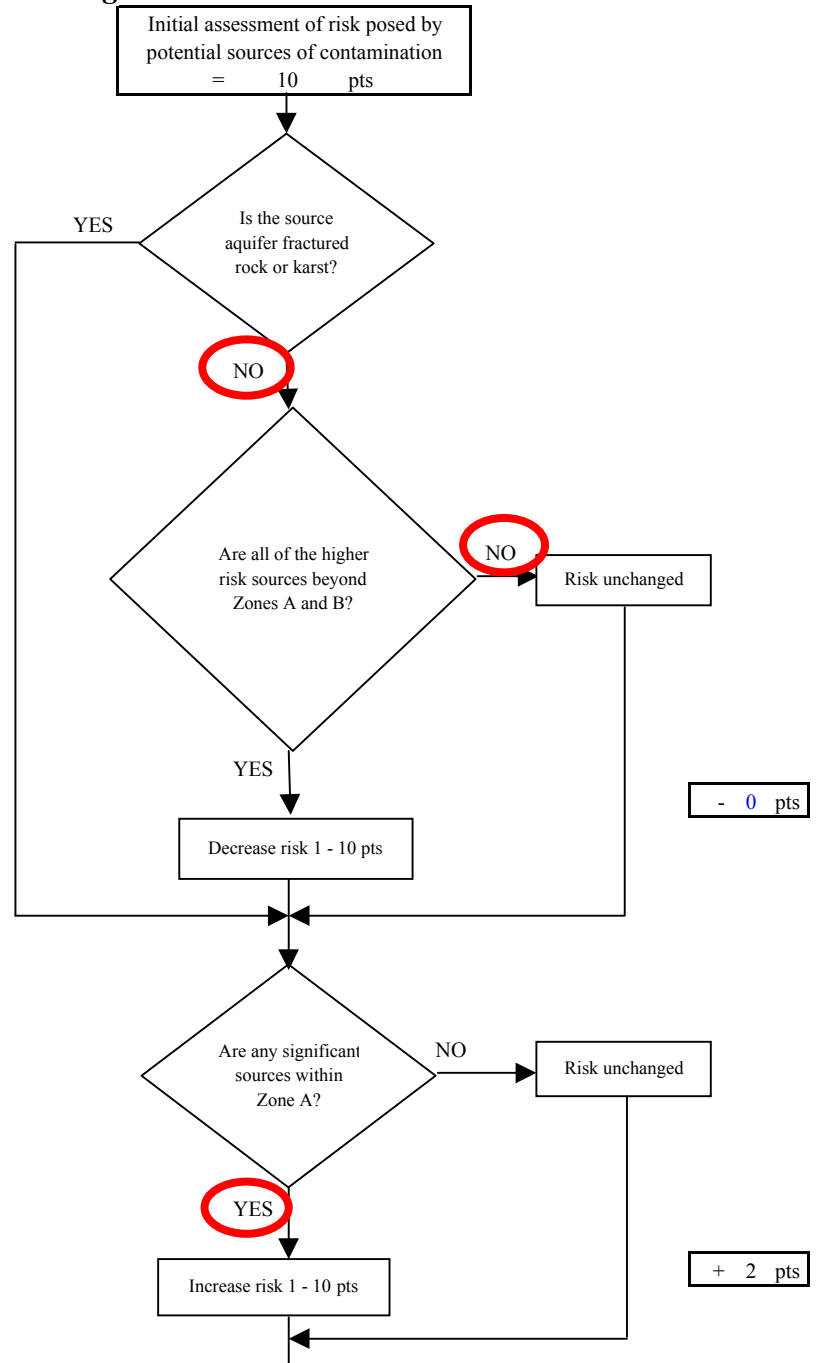 Initial assessment of risk posed by
potential sources of contamination
= 10 pts
YES
Is the source
aquifer fractured
rock or karst?
NO
Are all of the higher
risk sources beyond
Zones A and B?
NO
Risk unchanged
YES
- 0 pts
Decrease risk 1 - 10 pts
Are any significant
sources within
Zone A?
NO
Risk unchanged
YES
+ 2 pts
Increase risk 1 - 10 pts